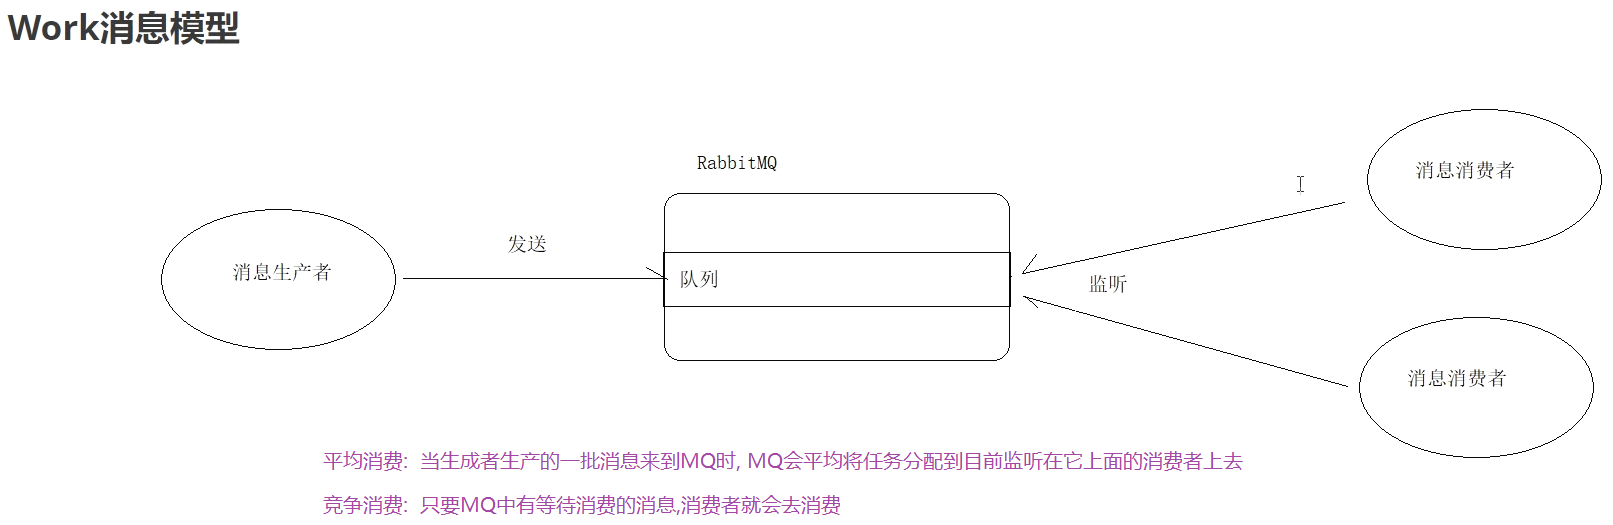 Work消息模型
RabbitMQ
消息消费者
发送
消息生产者
队列
监听
消息消费者
平均消费: 当生成者生产的一批消息来到MQ时, MQ会平均将任务分配到目前监听在它上面的消费者上去
竞争消费: 只要MQ中有等待消费的消息,消费者就会去消费